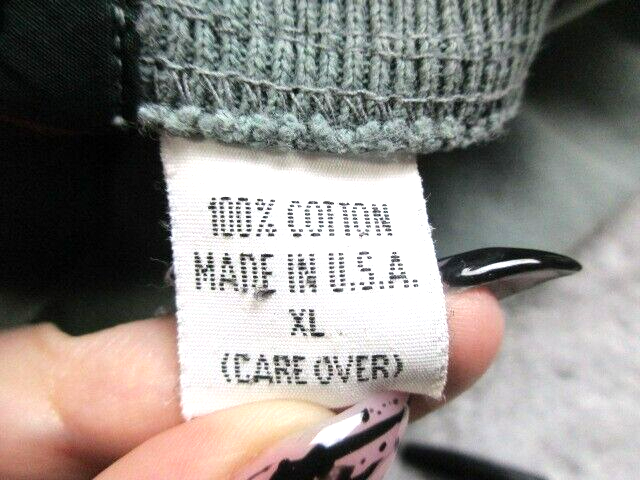 100% COTTON
MADE IN U.S.A.
XL
(CARE OVER)